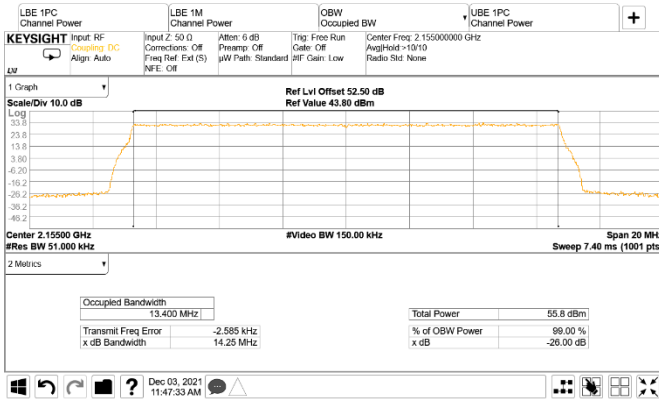 LBE 1PC
Channel Power
LBE 1M
Channel Power
OBW
Occupied BW
UBE 1PC
Channel Power
KEYSIGHT
Input: RF
Coupling: DC
Align: Auto
Input Z: 50 Ω
Corrections: Off
Freq Ref: Ext (S)
NFE: Off
Atten: 6 dB
Preamp: Off
µW Path: Standard
Trig: Free Run
Gate: Off
#IF Gain: Low
Center Freq: 2.155000000 GHz
Avg|Hold:>10/10
Radio Std: None
LXI
1 Graph
Scale/Div 10.0 dB
Ref Lvl Offset 52.50 dB
Ref Value 43.80 dBm
Log
33.8
23.8
13.8
3.80
-6.20
-16.2
-26.2
-36.2
-46.2
Center 2.15500 GHz
#Video BW 150.00 kHz
Span 20 MH
#Res BW 51.000 kHz
Sweep 7.40 ms (1001 pts
2 Metrics
Occupied Bandwidth
13.400 MHz
Total Power 55.8 dBm
Transmit Freq Error -2.585 kHz
% of OBW Power 99.00 %
x dB Bandwidth 14.25 MHz
x dB -26.00 dB
?
Dec 03, 2021
11:47:33 AM